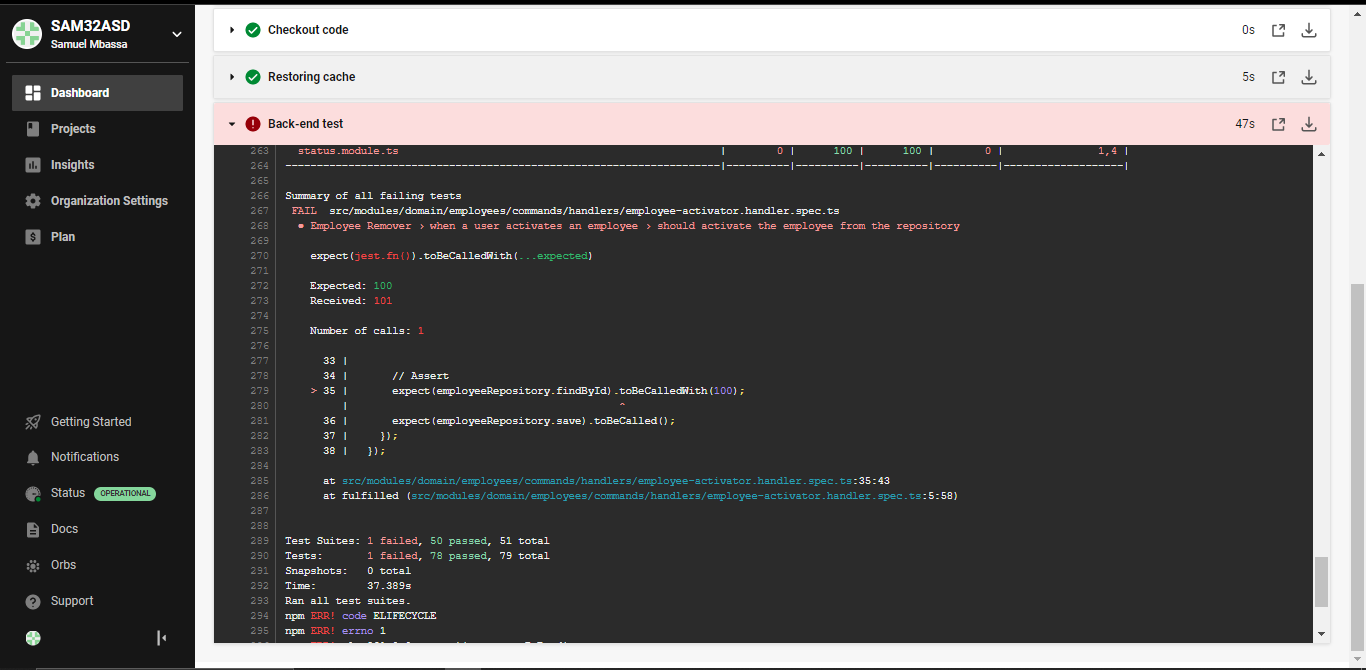 SAM32ASD
Samuel Mbassa
Dashboard
Projects
Insights
Organization Settings
Plan
Getting Started
Notifications
Status OPERATIONAL
Docs
Orbs
Support
Checkout code 0s
Restoring cache 5s
Back-end test 47s
263 status.module.ts | 0 | 100 | 100 | 0 | 1,4 |
264 ---------------------------------------------------------------------|----------|----------|----------|----------|-------------------|
265
266 Summary of all failing tests
267 FAIL src/modules/domain/employees/commands/handlers/employee-activator.handler.spec.ts
268 ● Employee Remover › when a user activates an employee › should activate the employee from the repository
269
270 expect(jest.fn()).toBeCalledWith(...expected)
271
272 Expected: 100
273 Received: 101
274
275 Number of calls: 1
276
277 33 |
278 34 | // Assert
279 > 35 | expect(employeeRepository.findById).toBeCalledWith(100);
280 | ^
281 36 | expect(employeeRepository.save).toBeCalled();
282 37 | });
283 38 | });
284
285 at src/modules/domain/employees/commands/handlers/employee-activator.handler.spec.ts:35:43
286 at fulfilled (src/modules/domain/employees/commands/handlers/employee-activator.handler.spec.ts:5:58)
287
288
289 Test Suites: 1 failed, 50 passed, 51 total
290 Tests: 1 failed, 78 passed, 79 total
291 Snapshots: 0 total
292 Time: 37.389s
293 Ran all test suites.
294 npm ERR! code ELIFECYCLE
295 npm ERR! errno 1